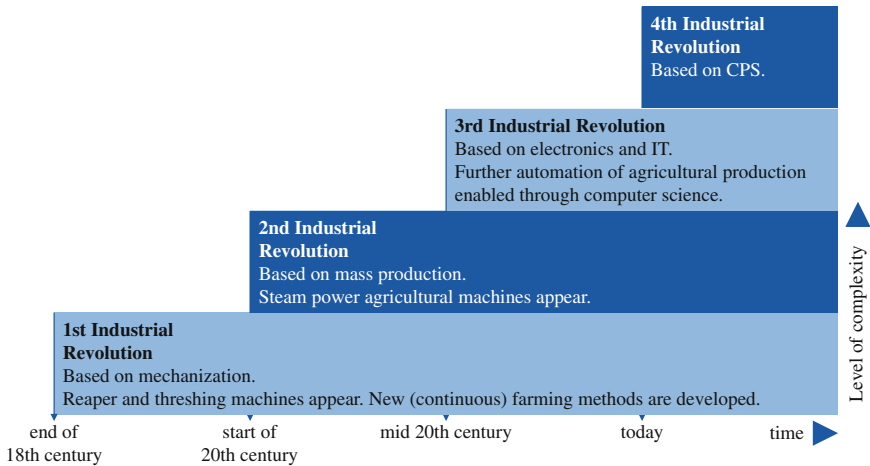 4th Industrial
Revolution
Based on CPS.
3rd Industrial Revolution
Based on electronics and IT.
Further automation of agricultural production
enabled through computer science.
2nd Industrial
Revolution
Based on mass production.
Steam power agricultural machines appear.
1st Industrial
Revolution
Based on mechanization.
Reaper and threshing machines appear. New (continuous) farming methods are developed.
Level of complexity
end of
18th century
start of
20th century
mid 20th century
today
time